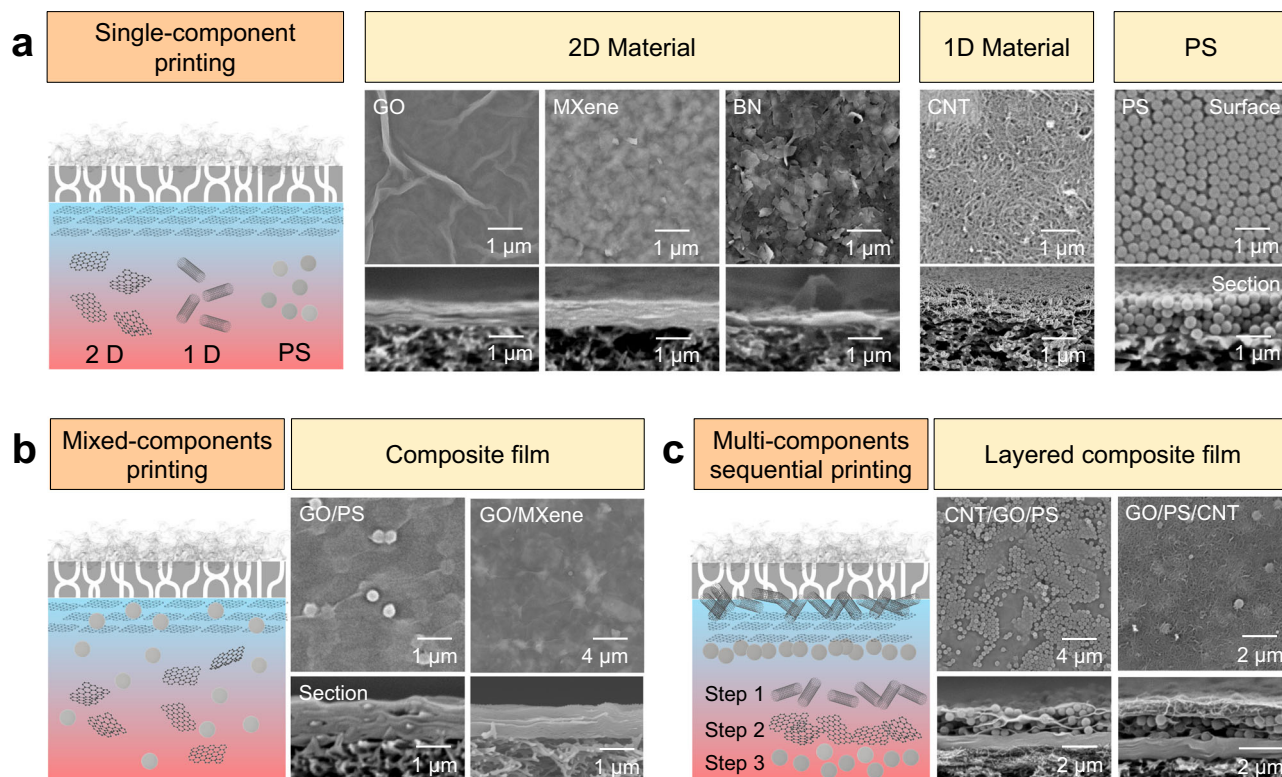 a
Single-component
printing
2D Material
1D Material
PS
GO
MXene
BN
CNT
PS
Surface
1 µm
1 µm
1 µm
1 µm
1 µm
Section
1 µm
1 µm
1 µm
1 µm
1 µm
2 D
1 D
PS
b
Mixed-components
printing
Composite film
GO/PS
GO/MXene
1 µm
4 µm
Section
1 µm
1 µm
c
Multi-components
sequential printing
Layered composite film
CNT/GO/PS
GO/PS/CNT
4 µm
2 µm
Step 1
Step 2
Step 3
2 µm
2 µm